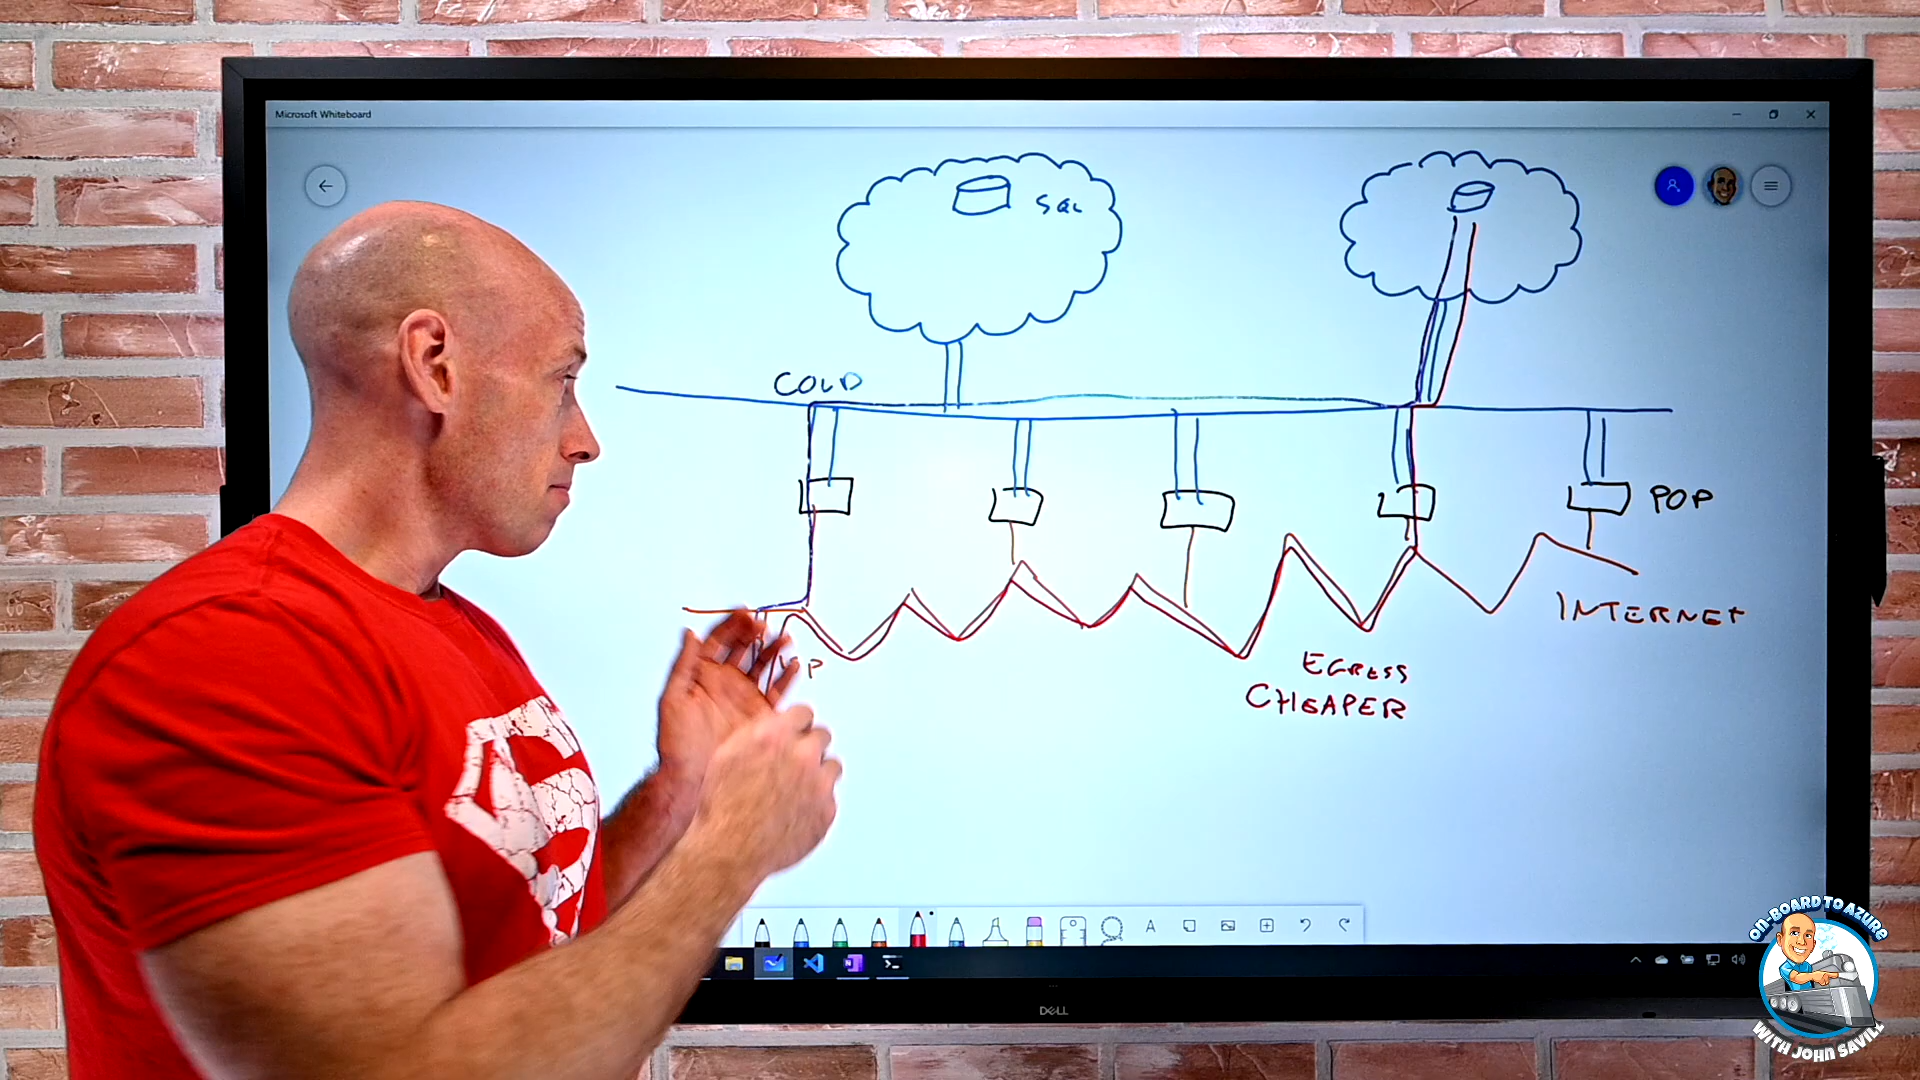 Microsoft Whiteboard
SQL
COLD
POP
INTERNET
EGRESS
CHEAPER
A
DELL
ON-BOARD TO AZURE
WITH JOHN SAVILL